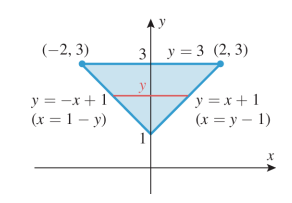 y
(−2, 3)
3
y = 3
(2, 3)
y
y = −x + 1
(x = 1 − y)
y = x + 1
(x = y − 1)
1
x